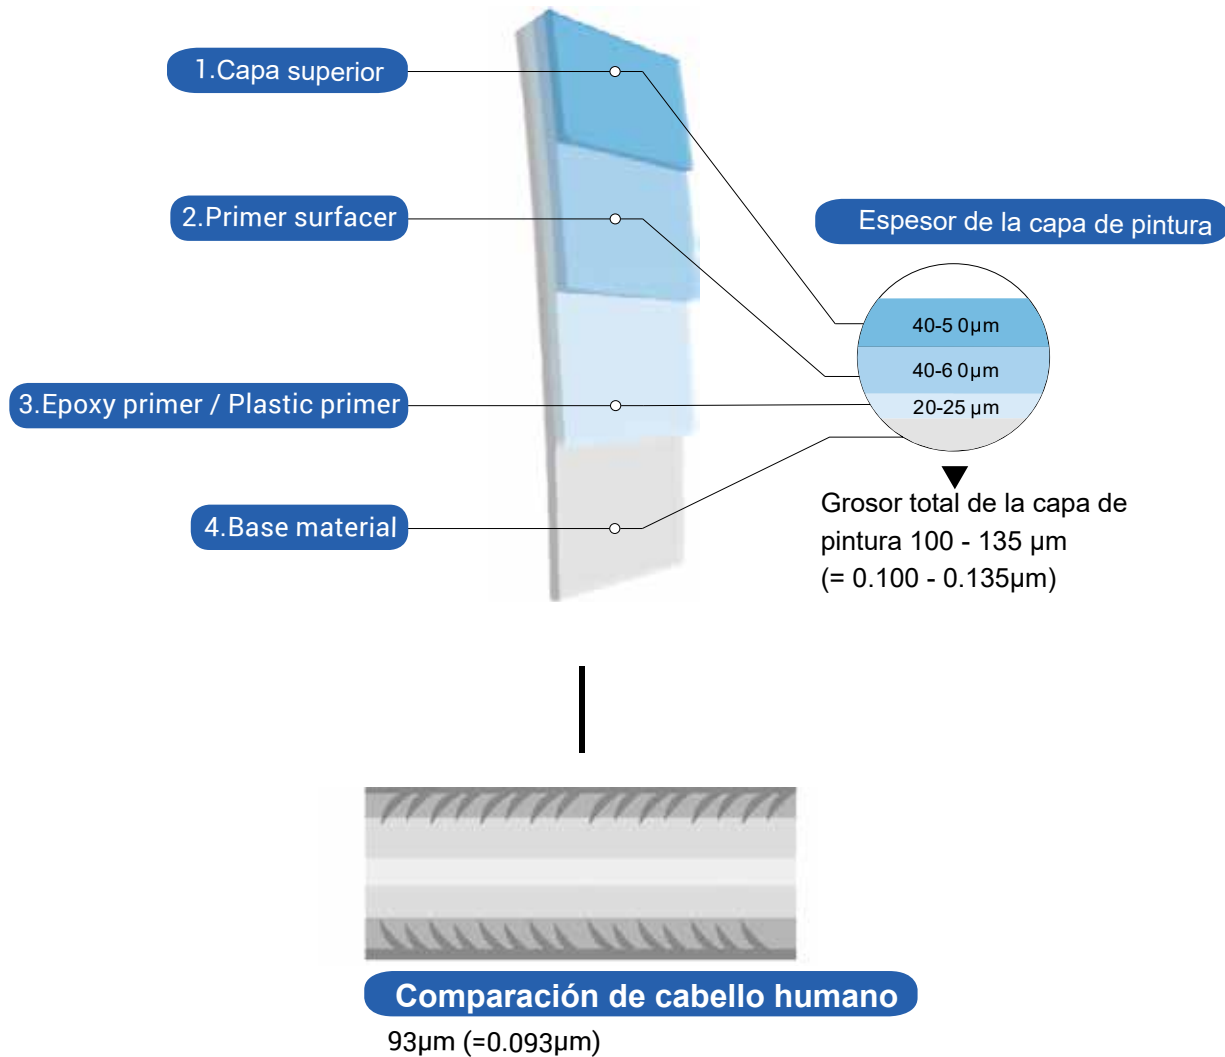 1.Capa superior
2.Primer surfacer
Espesor de la capa de pintura
40-5 0µm
40-6 0µm
3.Epoxy primer / Plastic primer
20-25 µm
4.Base material
Grosor total de la capa de
pintura 100 - 135 µm
(= 0.100 - 0.135µm)
Comparación de cabello humano
93µm (=0.093µm)